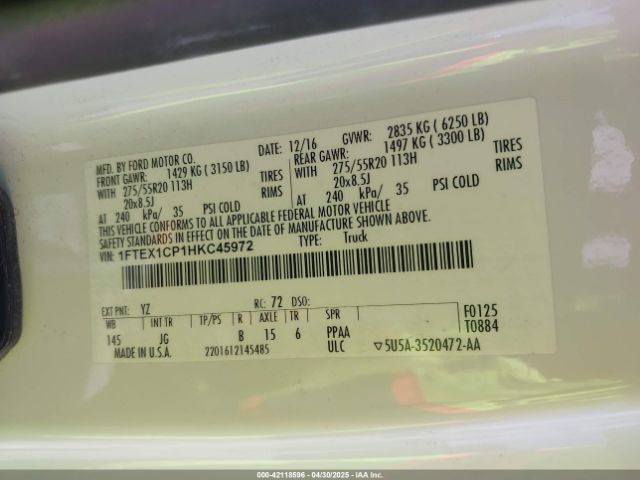 MFD. BY FORD MOTOR CO. DATE: 12/16 GVWR: 2835 KG ( 6250 LB)
FRONT GAWR: 1429 KG ( 3150 LB) REAR GAWR: 1497 KG ( 3300 LB)
WITH 275/55R20 113H TIRES WITH 275/55R20 113H TIRES
20x8.5J RIMS 20x8.5J RIMS
AT 240 kPa/ 35 PSI COLD AT 240 kPa/ 35 PSI COLD
THIS VEHICLE CONFORMS TO ALL APPLICABLE FEDERAL MOTOR VEHICLE
SAFETY STANDARDS IN EFFECT ON THE DATE OF MANUFACTURE SHOWN ABOVE.
VIN: 1FTEX1CP1HKC45972 TYPE: Truck
EXT PNT: YZ RC: 72 DSO:
WB INT TR TP/PS R AXLE TR SPR F0125
145 JG B 15 6 PPAA T0884
MADE IN U.S.A. 2201612145485 ULC ▽5U5A-3520472-AA
000-42118596 - 04/30/2025 - IAA Inc.